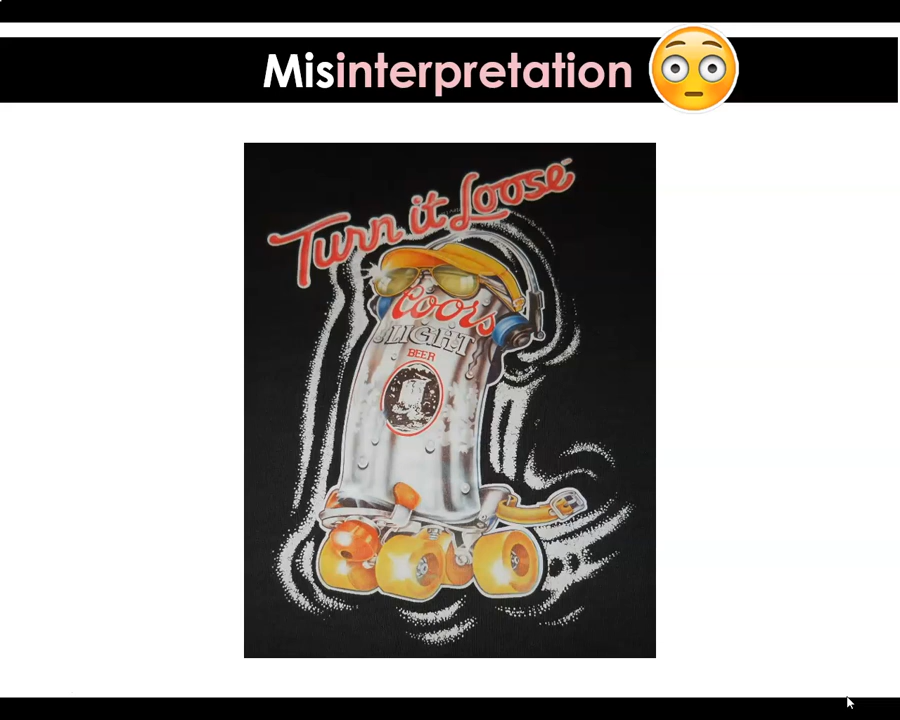 Misinterpretation
Turn it Loose
Coors
LIGHT
BEER